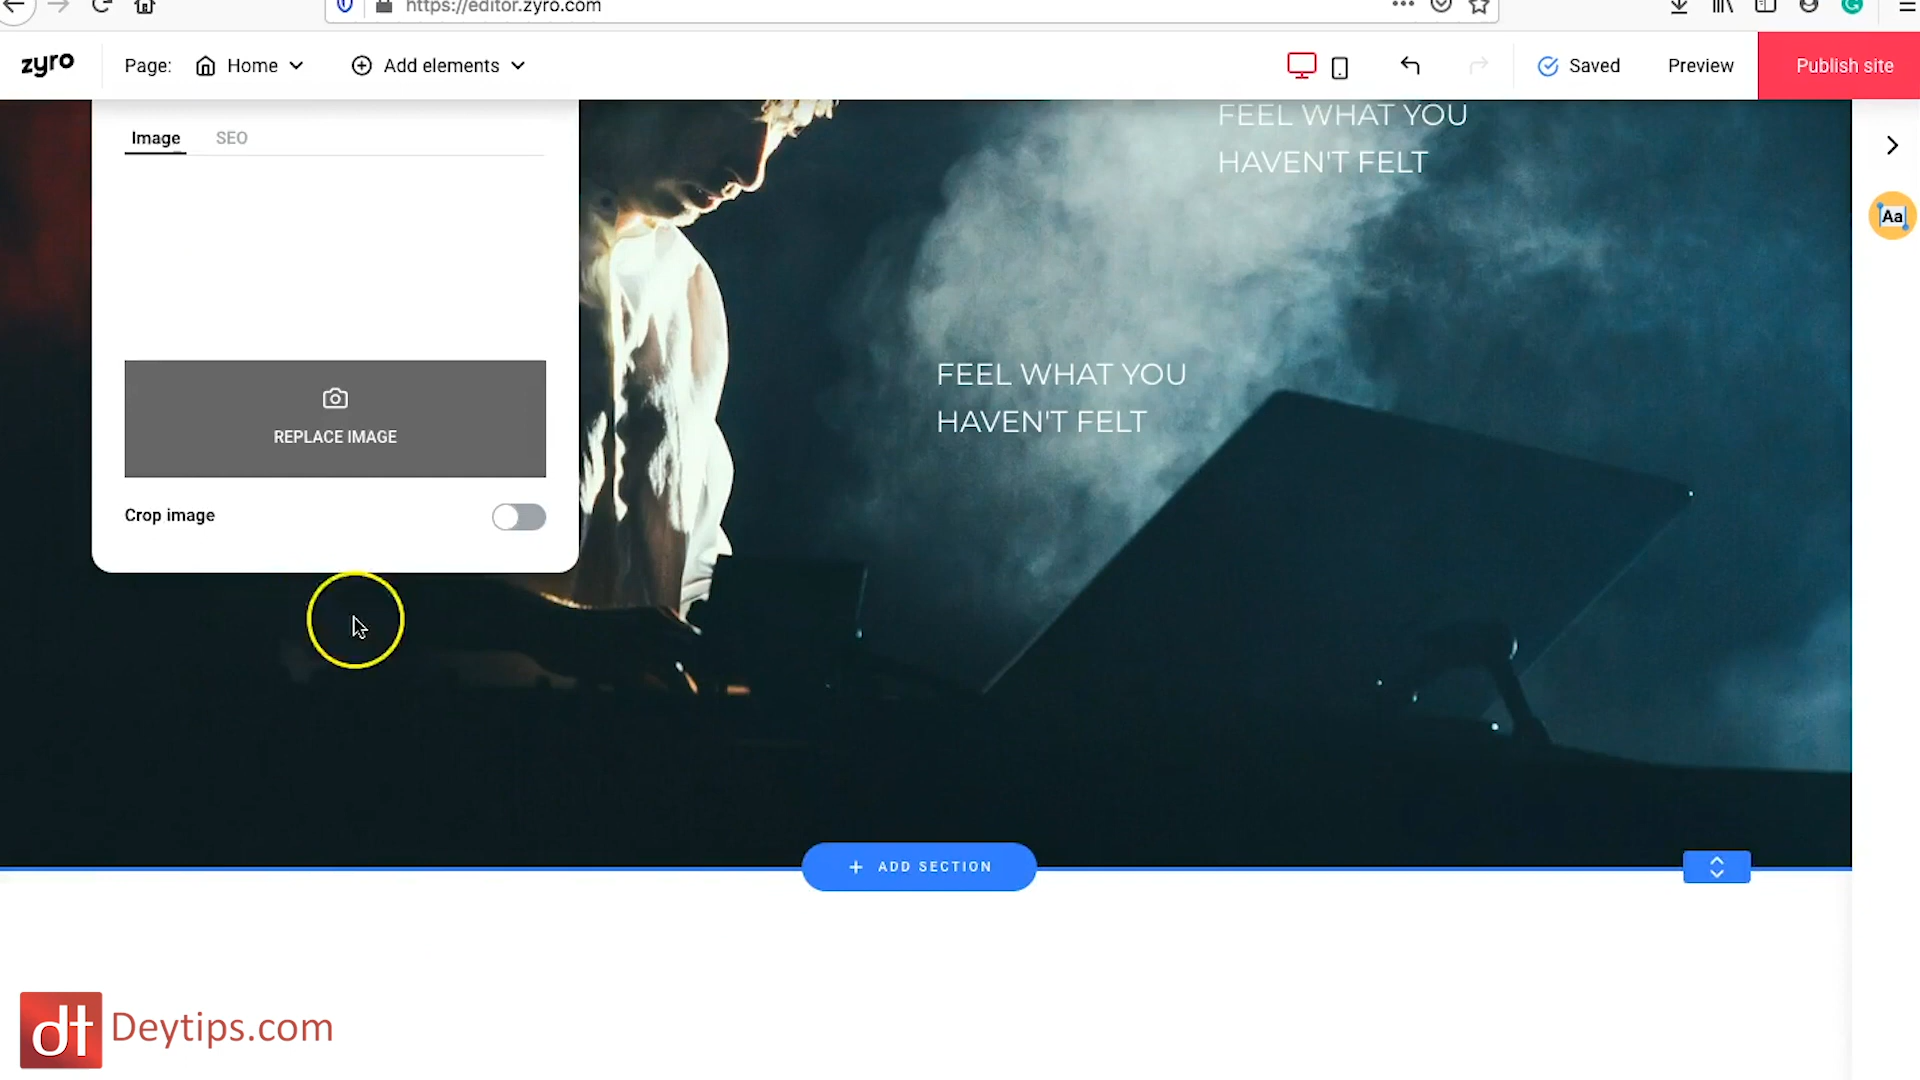 https://editor.zyro.com
zyro
Page: Home
Add elements
Saved
Preview
Publish site
Image
SEO
FEEL WHAT YOU
HAVEN'T FELT
Aa
FEEL WHAT YOU
HAVEN'T FELT
REPLACE IMAGE
Crop image
+ ADD SECTION
dt Deytips.com